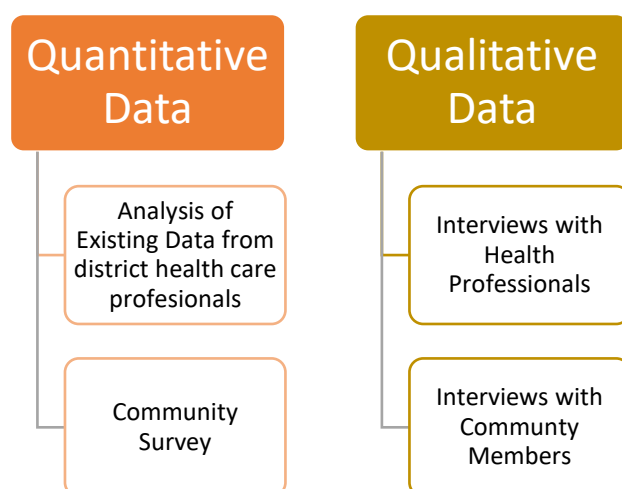 Quantitative
Data
Analysis of
Existing Data from
district health care
profesionals
Community
Survey
Qualitative
Data
Interviews with
Health
Professionals
Interviews with
Communty
Members